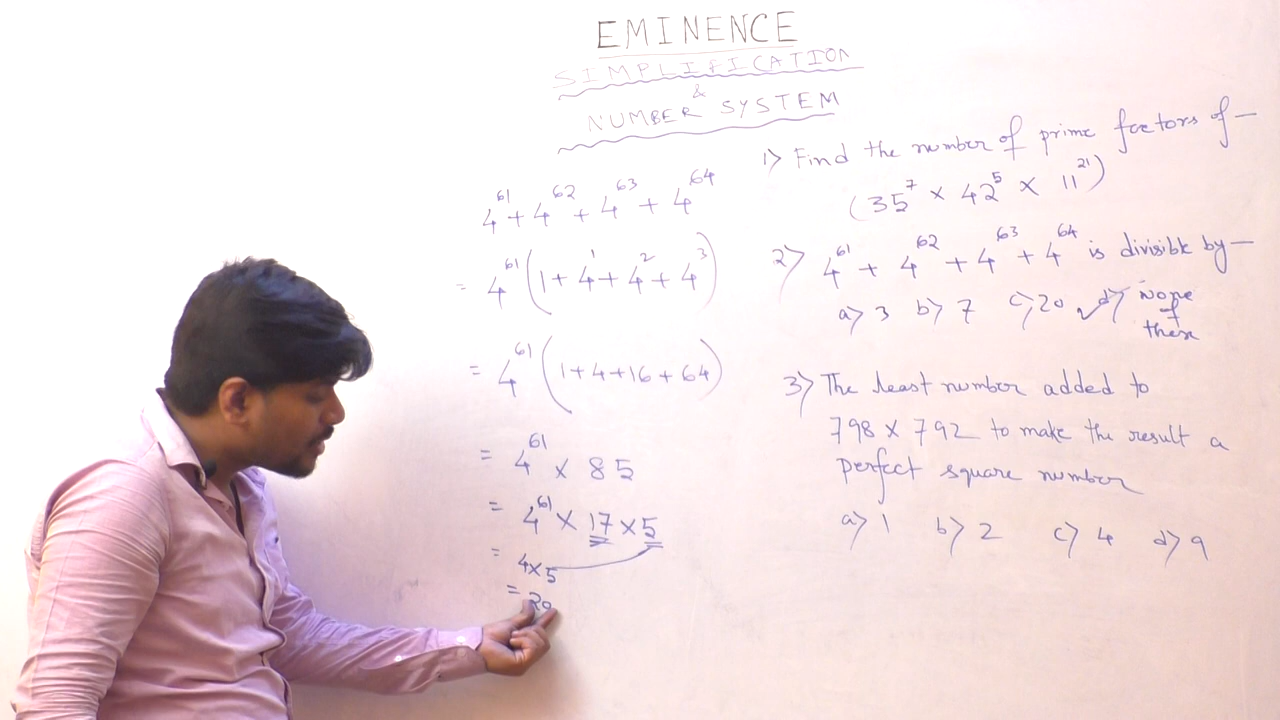 EMINENCE
SIMPLIFICATION
&
NUMBER SYSTEM
4^61 + 4^62 + 4^63 + 4^64
= 4^61 (1 + 4^1 + 4^2 + 4^3)
= 4^61 (1 + 4 + 16 + 64)
= 4^61 × 85
= 4^61 × 17 × 5
= 4×5
= 20
1) Find the number of prime factors of —
(35^7 × 42^5 × 11^21)
2) 4^61 + 4^62 + 4^63 + 4^64 is divisible by —
a) 3 b) 7 c) 20 ✓ d) None of these
3) The least number added to
798 × 792 to make the result a
perfect square number
a) 1 b) 2 c) 4 d) 9